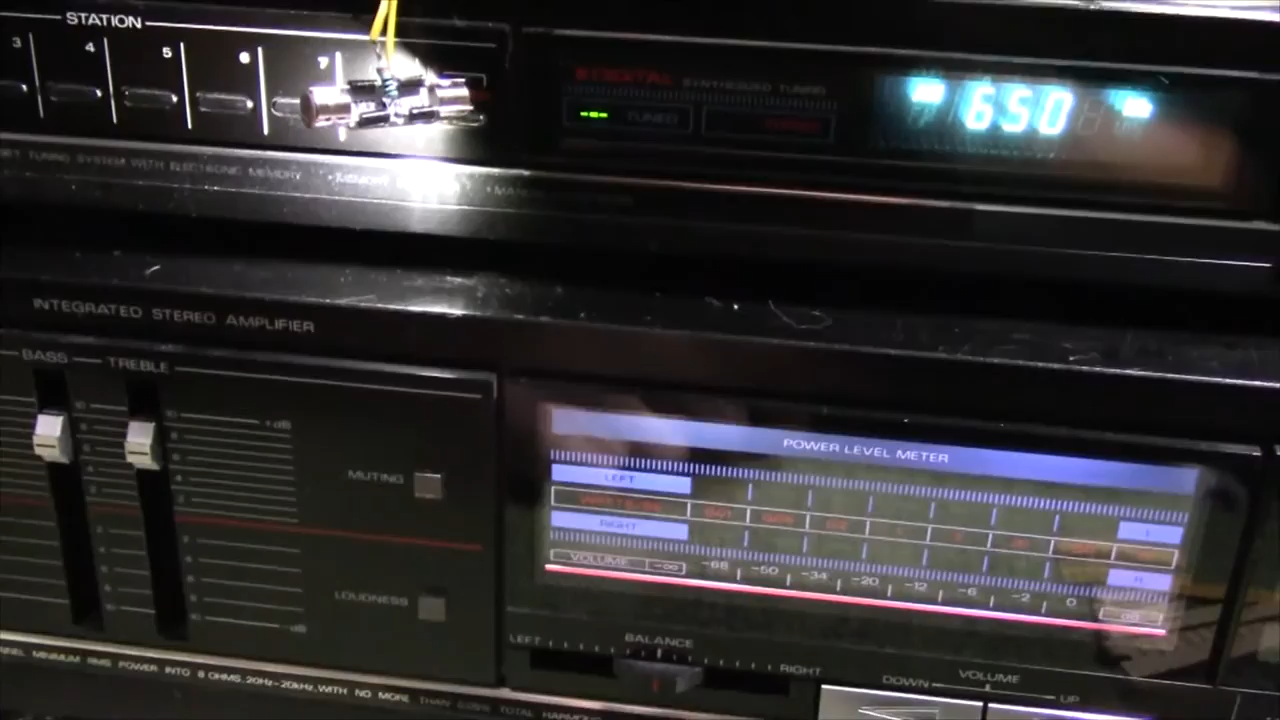 STATION
3 4 5 6 7
DIGITAL SYNTHESIZED TUNING
TUNED
650
TUNING SYSTEM WITH ELECTRONIC MEMORY
MEMORY
INTEGRATED STEREO AMPLIFIER
BASS TREBLE
+dB
MUTING
LOUDNESS
-dB
POWER LEVEL METER
LEFT
L
RIGHT
R
VOLUME -∞ -68 -50 -34 -20 -12 -6 -2 0
LEFT BALANCE RIGHT
DOWN VOLUME UP
MINIMUM RMS POWER INTO 8 OHMS, 20Hz~20kHz, WITH NO MORE THAN 0.05% TOTAL HARMONIC